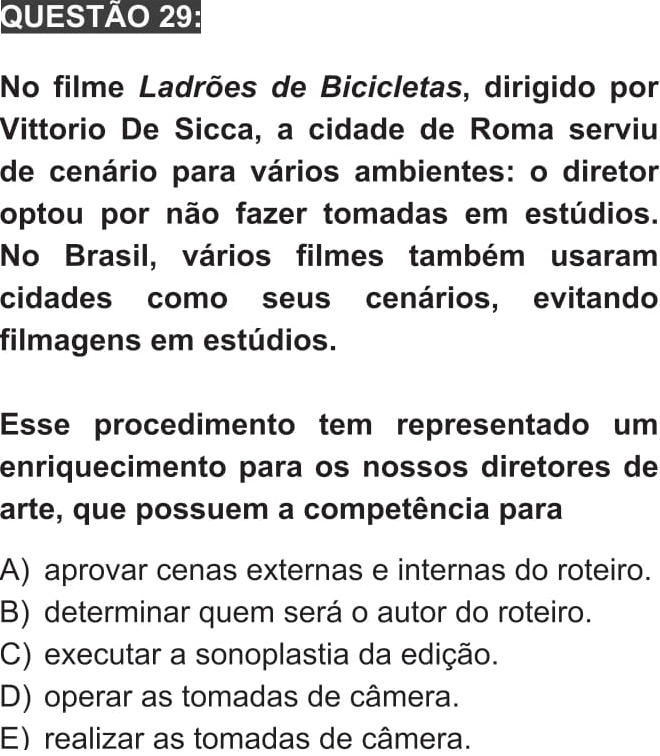 QUESTÃO 29:
No filme Ladrões de Bicicletas, dirigido por
Vittorio De Sicca, a cidade de Roma serviu
de cenário para vários ambientes: o diretor
optou por não fazer tomadas em estúdios.
No Brasil, vários filmes também usaram
cidades como seus cenários, evitando
filmagens em estúdios.
Esse procedimento tem representado um
enriquecimento para os nossos diretores de
arte, que possuem a competência para
A) aprovar cenas externas e internas do roteiro.
B) determinar quem será o autor do roteiro.
C) executar a sonoplastia da edição.
D) operar as tomadas de câmera.
E) realizar as tomadas de câmera.